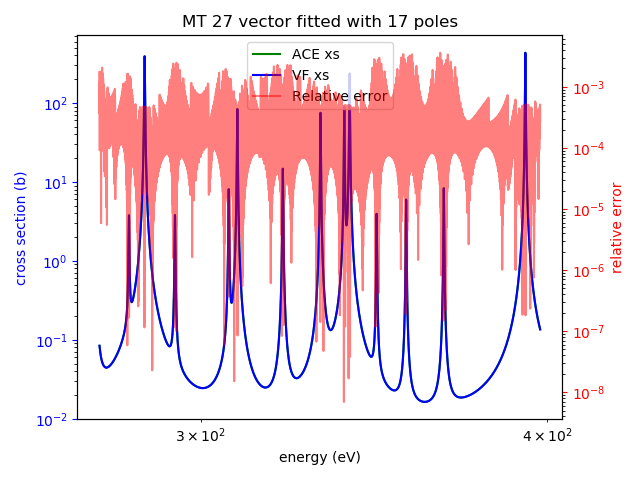 MT 27 vector fitted with 17 poles
ACE xs
VF xs
Relative error
cross section (b)
10²
10¹
10⁰
10⁻¹
10⁻²
relative error
10⁻³
10⁻⁴
10⁻⁵
10⁻⁶
10⁻⁷
10⁻⁸
3 × 10²
4 × 10²
energy (eV)